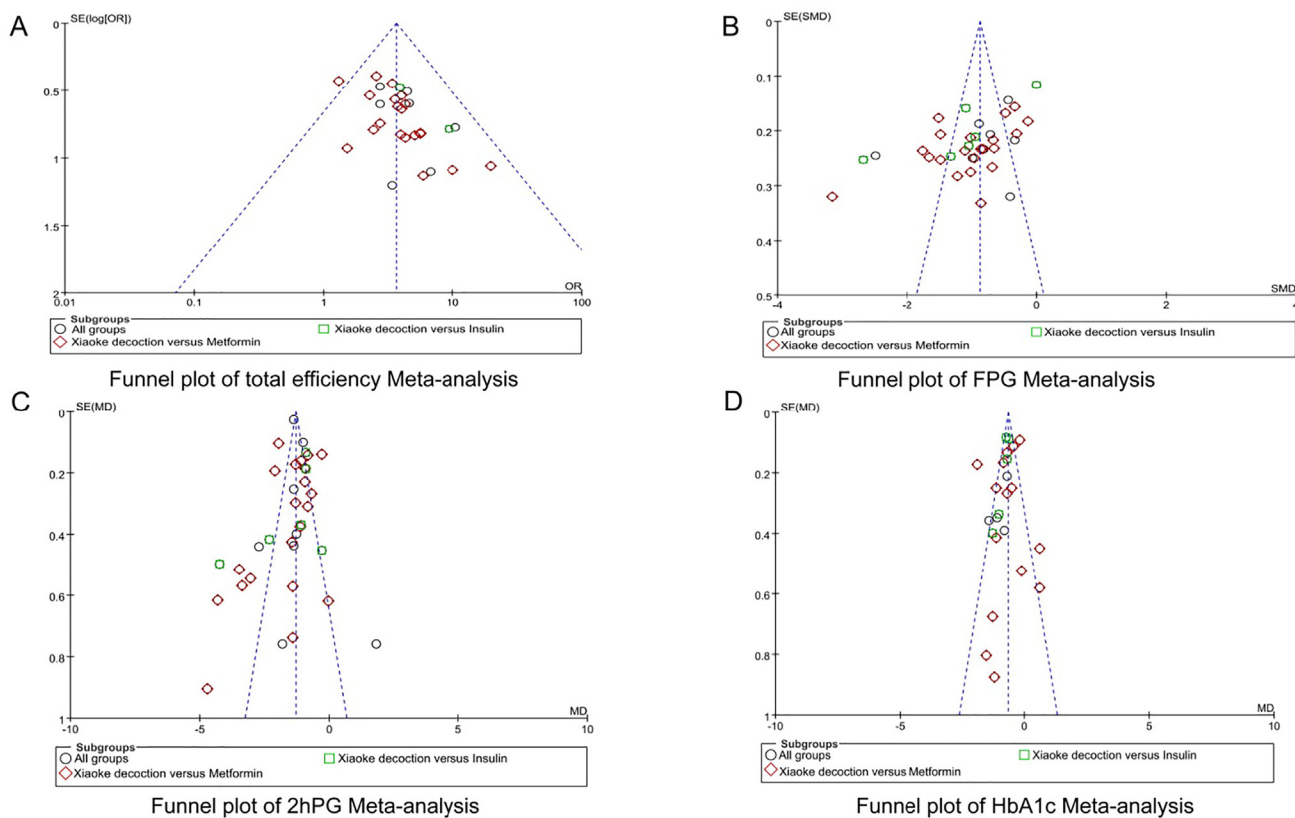 A
SE(log[OR])
0
0.5
1
1.5
2
0.01
0.1
1
10
100
OR
Subgroups
All groups
Xiaoke decoction versus Insulin
Xiaoke decoction versus Metformin
Funnel plot of total efficiency Meta-analysis
B
SE(SMD)
0
0.1
0.2
0.3
0.4
0.5
-4
-2
0
2
4
SMD
Subgroups
All groups
Xiaoke decoction versus Insulin
Xiaoke decoction versus Metformin
Funnel plot of FPG Meta-analysis
C
SE(MD)
0
0.2
0.4
0.6
0.8
1
-10
-5
0
5
10
MD
Subgroups
All groups
Xiaoke decoction versus Insulin
Xiaoke decoction versus Metformin
Funnel plot of 2hPG Meta-analysis
D
SE(MD)
0
0.2
0.4
0.6
0.8
1
-10
-5
0
5
10
MD
Subgroups
All groups
Xiaoke decoction versus Insulin
Xiaoke decoction versus Metformin
Funnel plot of HbA1c Meta-analysis